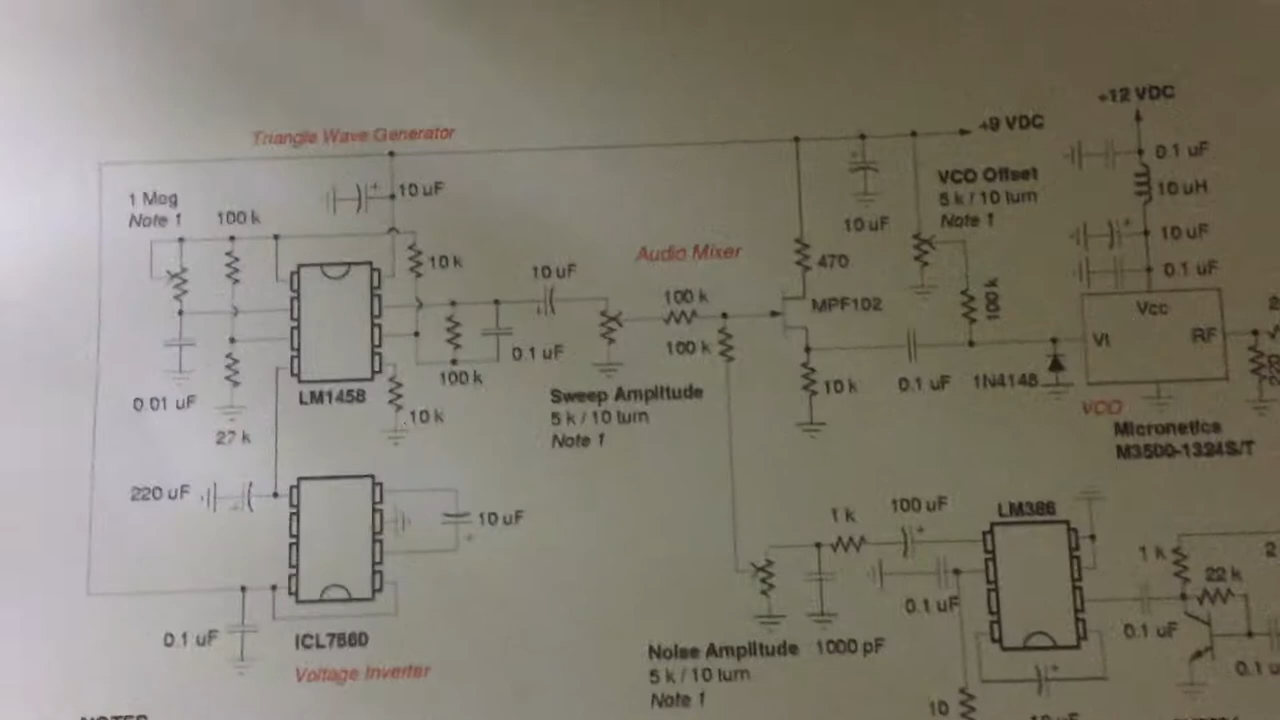 +12 VDC
Triangle Wave Generator
+9 VDC
0.1 uF
1 Meg
Note 1
100 k
10 uF
VCO Offset
5 k / 10 turn
Note 1
10 uH
10 uF
10 uF
Audio Mixer
10 k
10 uF
470
0.1 uF
100 k
100 k
MPF102
Vcc
100 k
0.1 uF
Vt
RF
0.01 uF
100 k
LM1458
10 k
Sweep Amplitude
5 k / 10 turn
Note 1
10 k
0.1 uF
1N4148
220
27 k
VCO
Micronetics
M3500-1324S/T
220 uF
10 uF
1 k
100 uF
LM386
1 k
22 k
2
0.1 uF
0.1 uF
0.1 uF
ICL7660
Voltage Inverter
Noise Amplitude
5 k / 10 turn
Note 1
1000 pF
10
0.1 u
NOTES